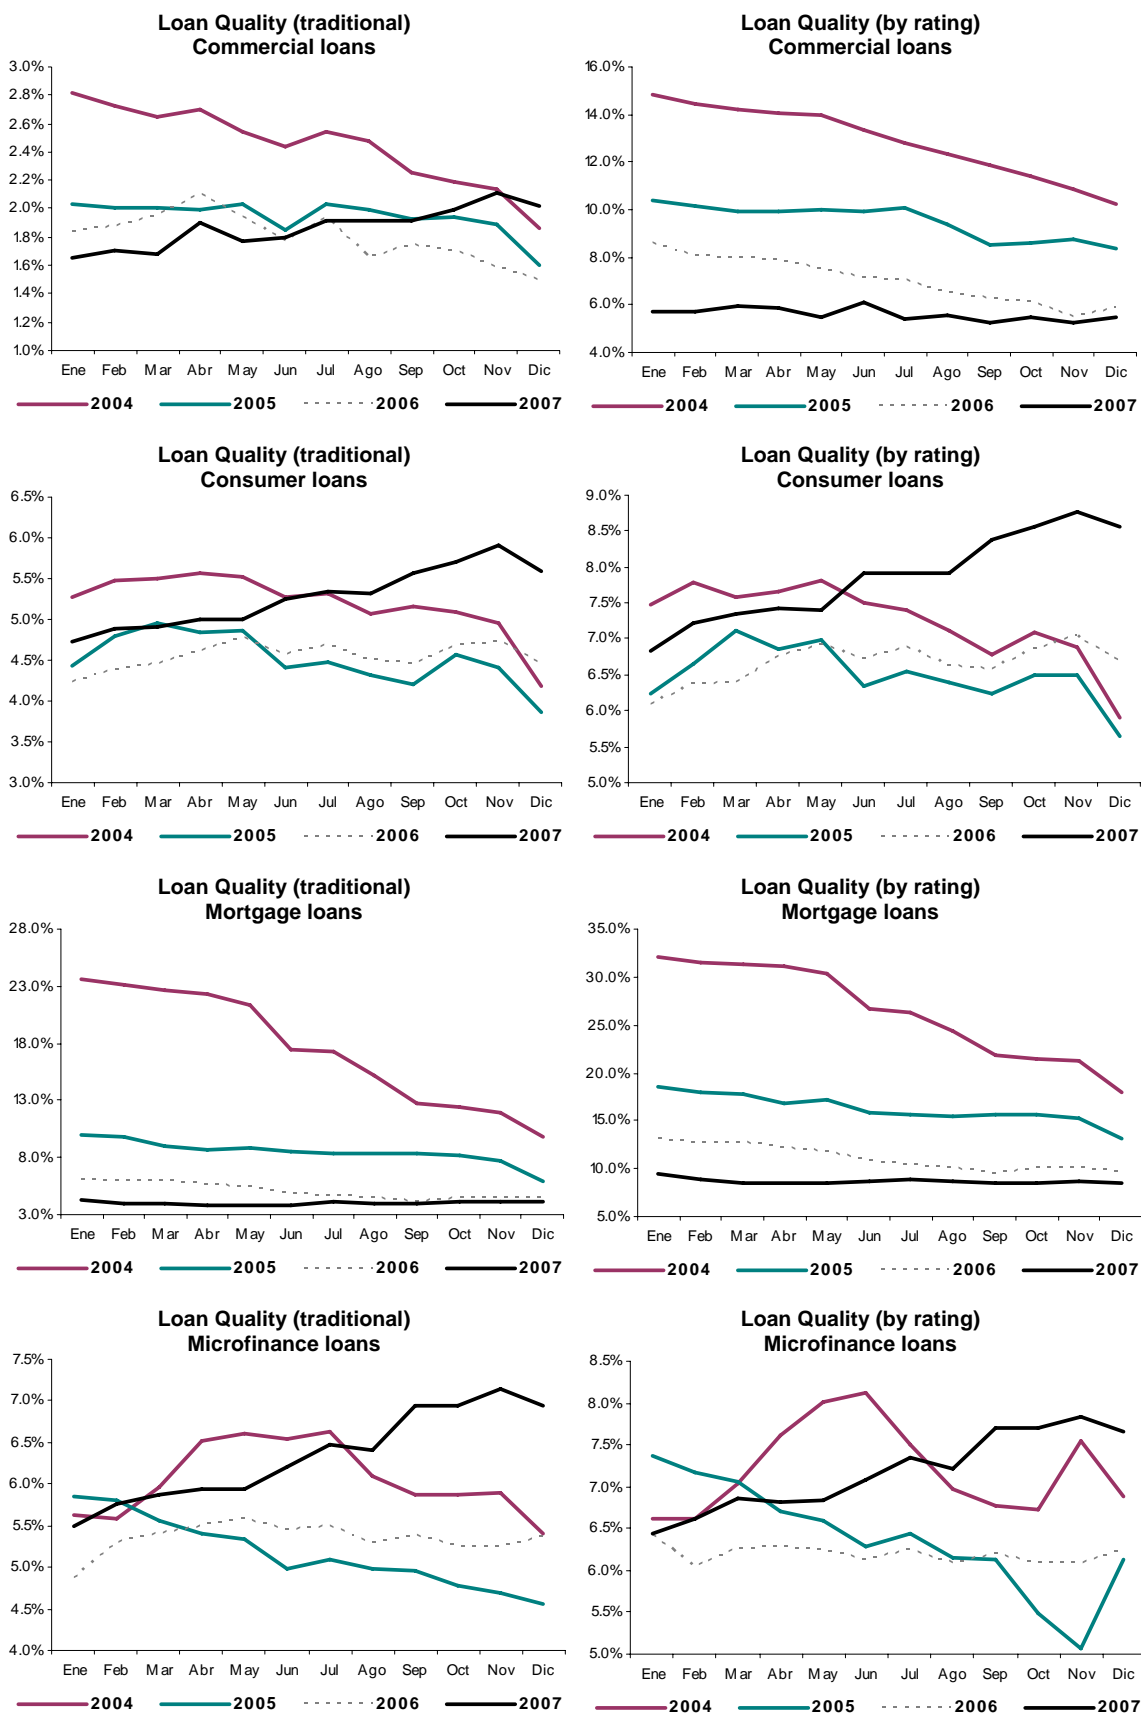 Loan Quality (traditional)
Commercial loans
3.0%
2.8%
2.6%
2.4%
2.2%
2.0%
1.8%
1.6%
1.4%
1.2%
1.0%
Ene Feb Mar Abr May Jun Jul Ago Sep Oct Nov Dic
2004 2005 2006 2007
Loan Quality (by rating)
Commercial loans
16.0%
14.0%
12.0%
10.0%
8.0%
6.0%
4.0%
Ene Feb Mar Abr May Jun Jul Ago Sep Oct Nov Dic
2004 2005 2006 2007
Loan Quality (traditional)
Consumer loans
6.5%
6.0%
5.5%
5.0%
4.5%
4.0%
3.5%
3.0%
Ene Feb Mar Abr May Jun Jul Ago Sep Oct Nov Dic
2004 2005 2006 2007
Loan Quality (by rating)
Consumer loans
9.0%
8.5%
8.0%
7.5%
7.0%
6.5%
6.0%
5.5%
5.0%
Ene Feb Mar Abr May Jun Jul Ago Sep Oct Nov Dic
2004 2005 2006 2007
Loan Quality (traditional)
Mortgage loans
28.0%
23.0%
18.0%
13.0%
8.0%
3.0%
Ene Feb Mar Abr May Jun Jul Ago Sep Oct Nov Dic
2004 2005 2006 2007
Loan Quality (by rating)
Mortgage loans
35.0%
30.0%
25.0%
20.0%
15.0%
10.0%
5.0%
Ene Feb Mar Abr May Jun Jul Ago Sep Oct Nov Dic
2004 2005 2006 2007
Loan Quality (traditional)
Microfinance loans
7.5%
7.0%
6.5%
6.0%
5.5%
5.0%
4.5%
4.0%
Ene Feb Mar Abr May Jun Jul Ago Sep Oct Nov Dic
2004 2005 2006 2007
Loan Quality (by rating)
Microfinance loans
8.5%
8.0%
7.5%
7.0%
6.5%
6.0%
5.5%
5.0%
Ene Feb Mar Abr May Jun Jul Ago Sep Oct Nov Dic
2004 2005 2006 2007